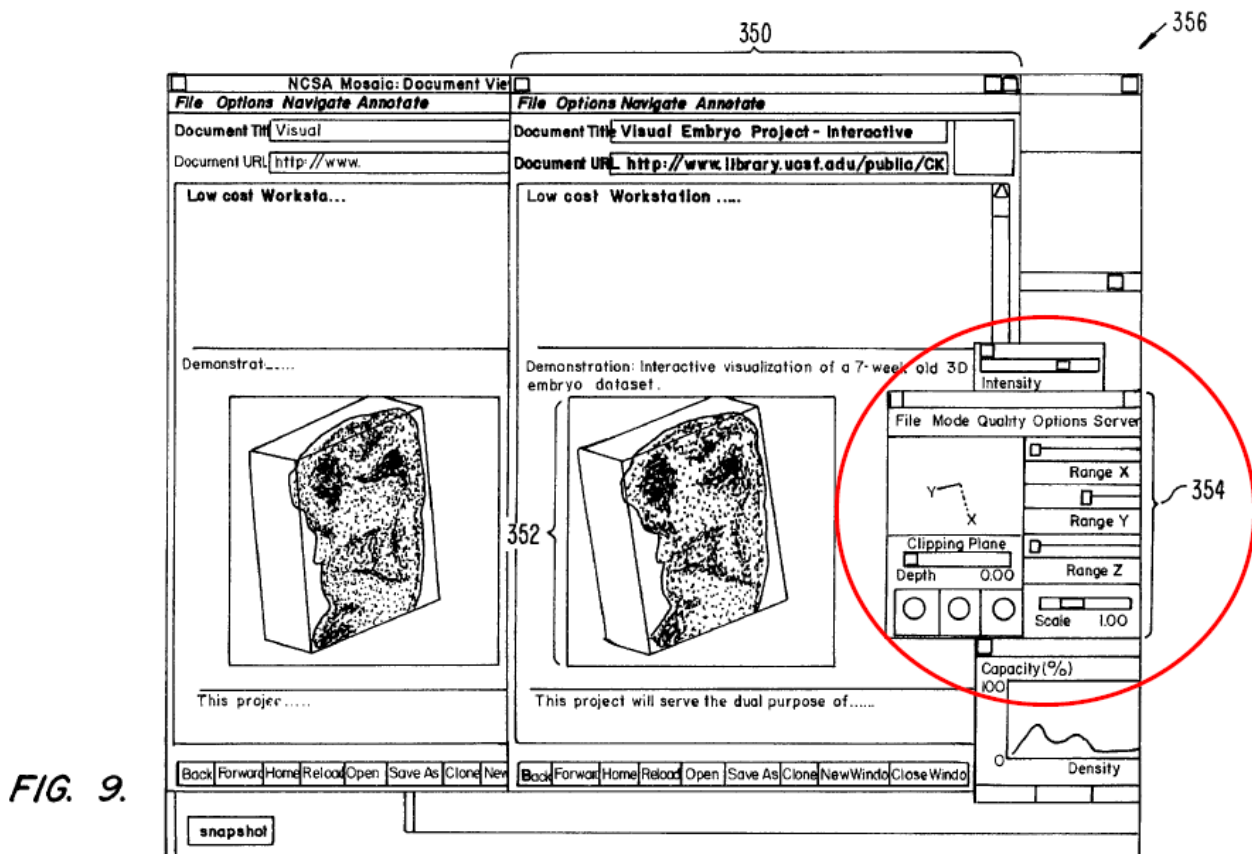 350
356
NCSA Mosaic: Document Vie
File Options Navigate Annotate
Document Titl Visual
Document URL http://www.
Low cost Worksta...
Demonstrat.....
This projec.....
Back Forward Home Reload Open Save As Clone New
File Options Navigate Annotate
Document Title Visual Embryo Project - Interactive
Document URL http://www.library.ucsf.adu/public/CK
Low cost Workstation .....
Demonstration: Interactive visualization of a 7-week old 3D
embryo dataset.
352
This project will serve the dual purpose of......
Back Forward Home Reload Open Save As Clone NewWindo CloseWindo
Intensity
File Mode Quality Options Server
Range X
Y
X
Range Y
Clipping Plane
Depth 0.00
Range Z
Scale 1.00
354
Capacity (%)
100
0
Density
snapshot
FIG. 9.